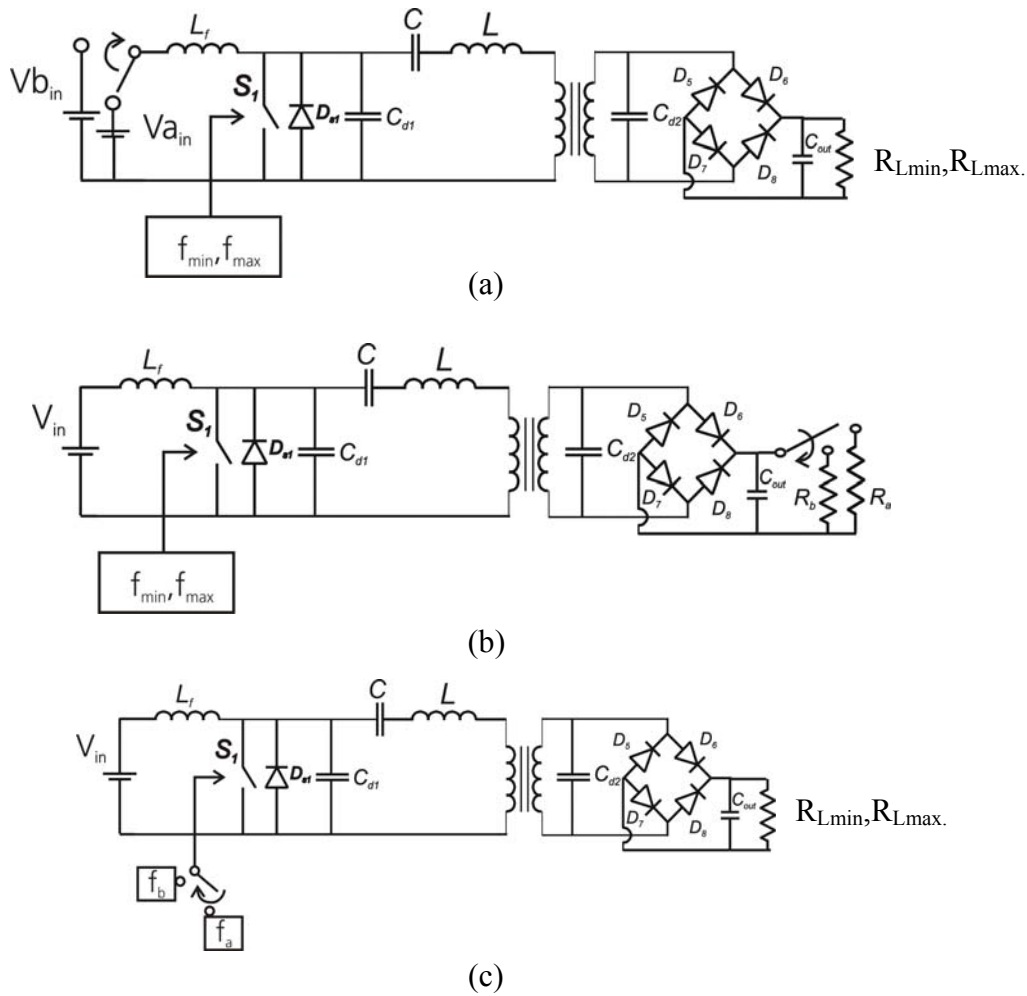 L_f
C
L
Vb_in
Va_in
S_1
D_s1
C_d1
C_d2
D_5
D_6
D_7
D_8
C_out
R_Lmin,R_Lmax.
f_min,f_max
(a)
L_f
C
L
V_in
S_1
D_s1
C_d1
C_d2
D_5
D_6
D_7
D_8
C_out
R_b
R_a
f_min,f_max
(b)
L_f
C
L
V_in
S_1
D_s1
C_d1
C_d2
D_5
D_6
D_7
D_8
C_out
R_Lmin,R_Lmax.
f_b
f_a
(c)